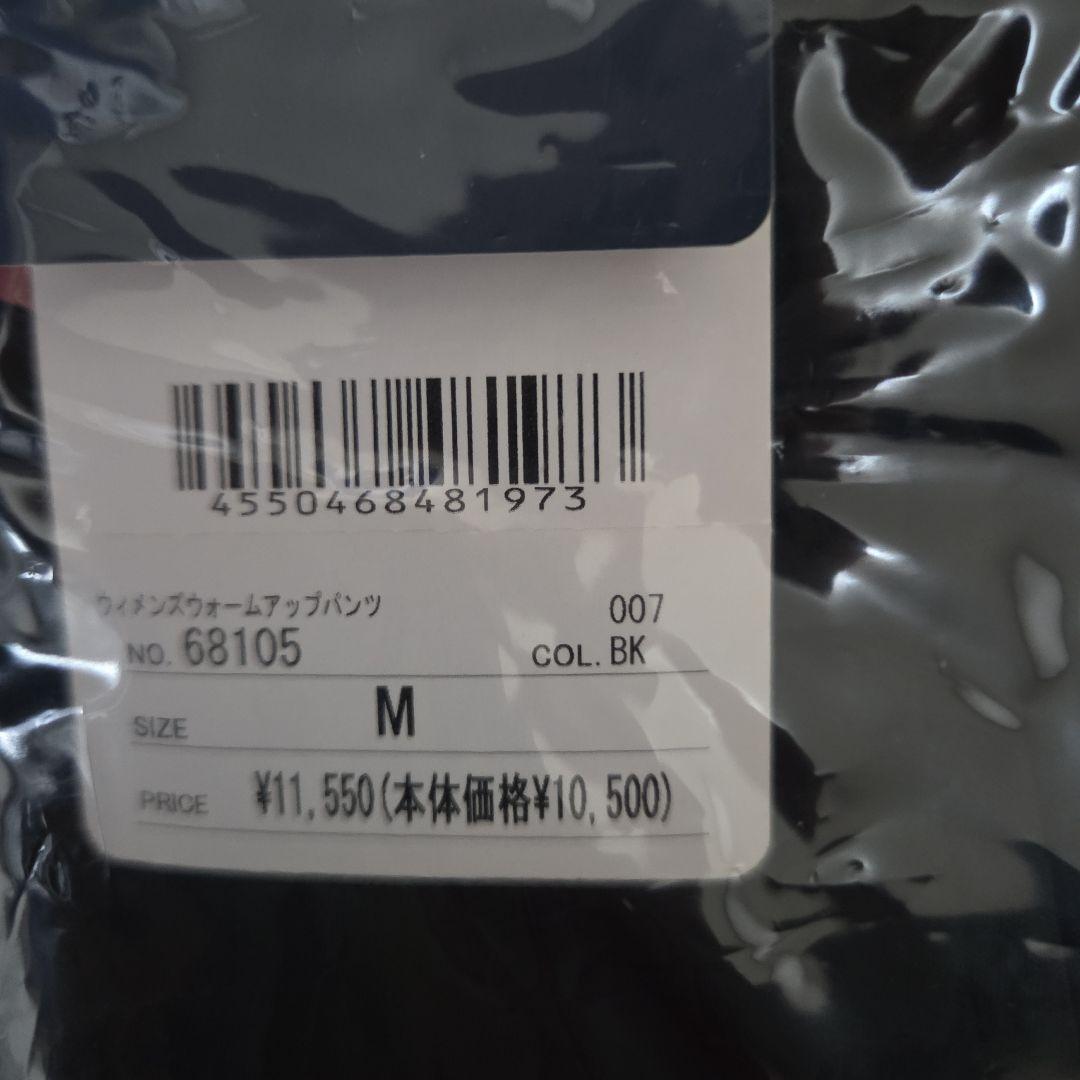 4550468481973
ウィメンズウォームアップパンツ 007
NO. 68105 COL. BK
SIZE M
PRICE ¥11,550(本体価格¥10,500)